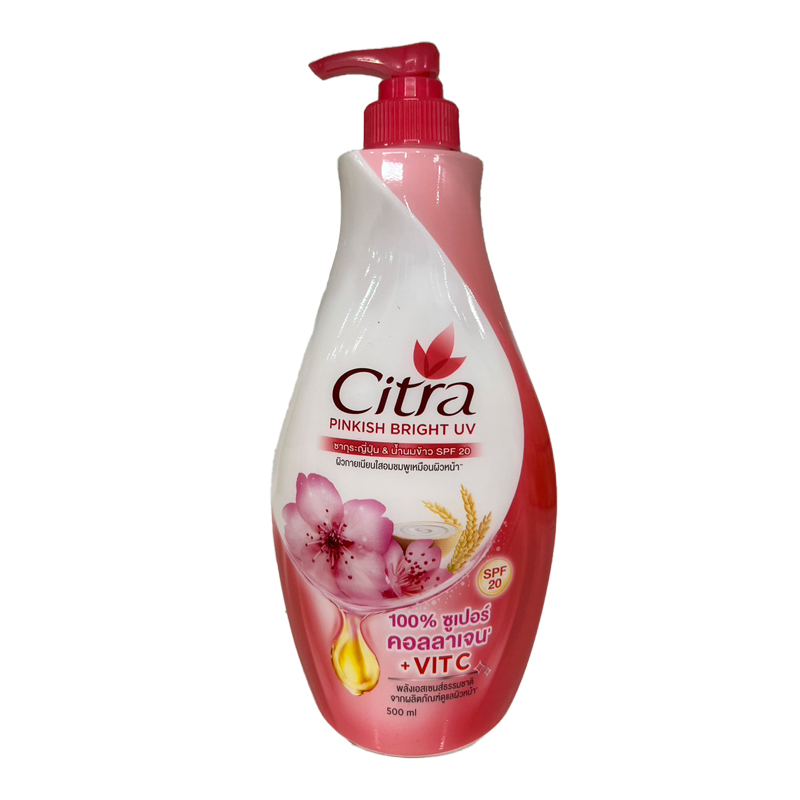 Citra
PINKISH BRIGHT UV
ซากุระญี่ปุ่น & น้ำนมข้าว SPF 20
ผิวกายเนียนใสอมชมพูเหมือนผิวหน้า
SPF
20
100% ซูเปอร์
คอลลาเจน
+ VIT C
พลังเอสเซนส์ธรรมชาติ
จากผลิตภัณฑ์ดูแลผิวหน้า
500 ml